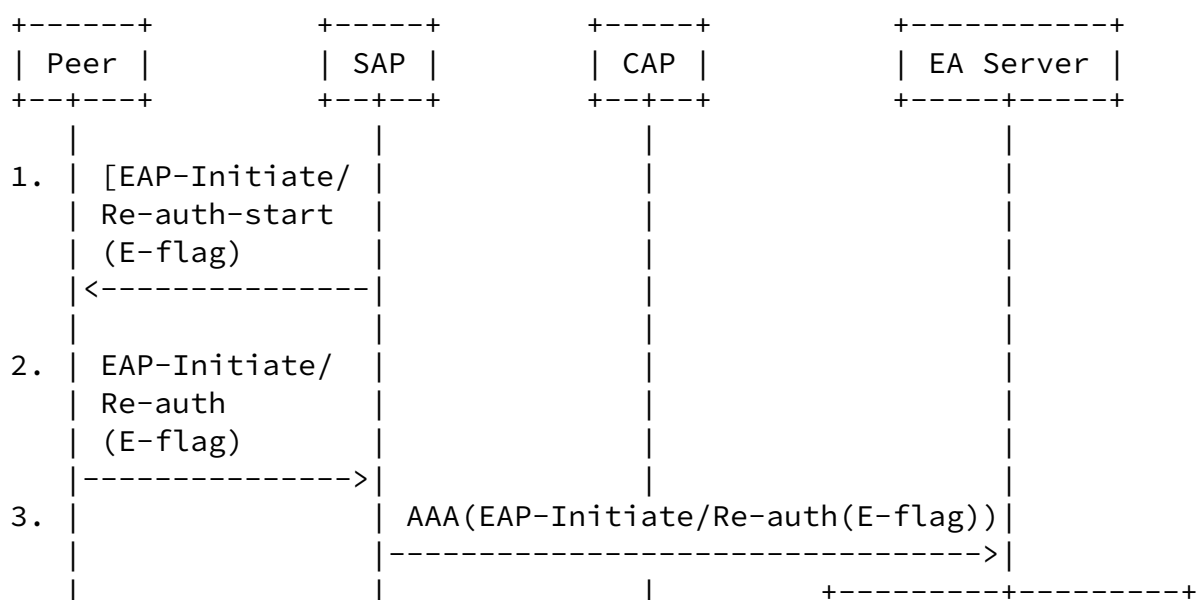 Peer SAP CAP EA Server
1. [EAP-Initiate/
Re-auth-start
(E-flag)
2. EAP-Initiate/
Re-auth
(E-flag)
3. AAA(EAP-Initiate/Re-auth(E-flag))